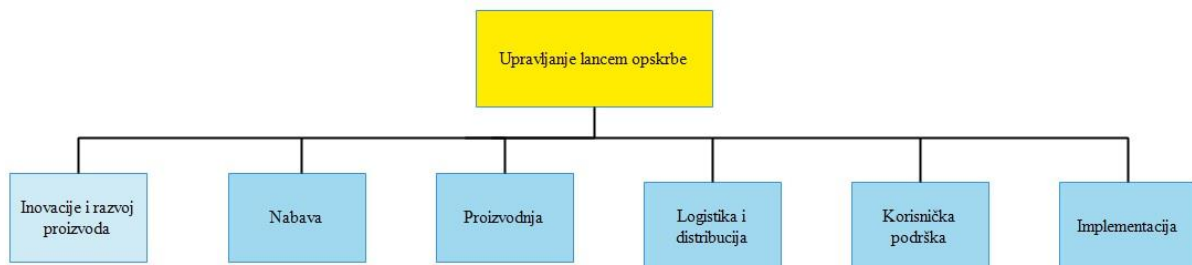 Upravljanje lancem opskrbe
Inovacije i razvoj
proizvoda
Nabava
Proizvodnja
Logistika i
distribucija
Korisnička
podrška
Implementacija